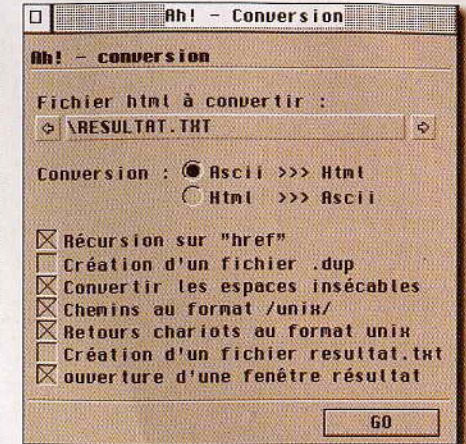 Ah! - Conversion
Ah! - conversion
Fichier html à convertir :
\RESULTAT.TXT
Conversion : Ascii >>> Html
Html >>> Ascii
Récursion sur "href"
Création d'un fichier .dup
Convertir les espaces insécables
Chemins au format /unix/
Retours chariots au format unix
Création d'un fichier resultat.txt
ouverture d'une fenêtre résultat
GO